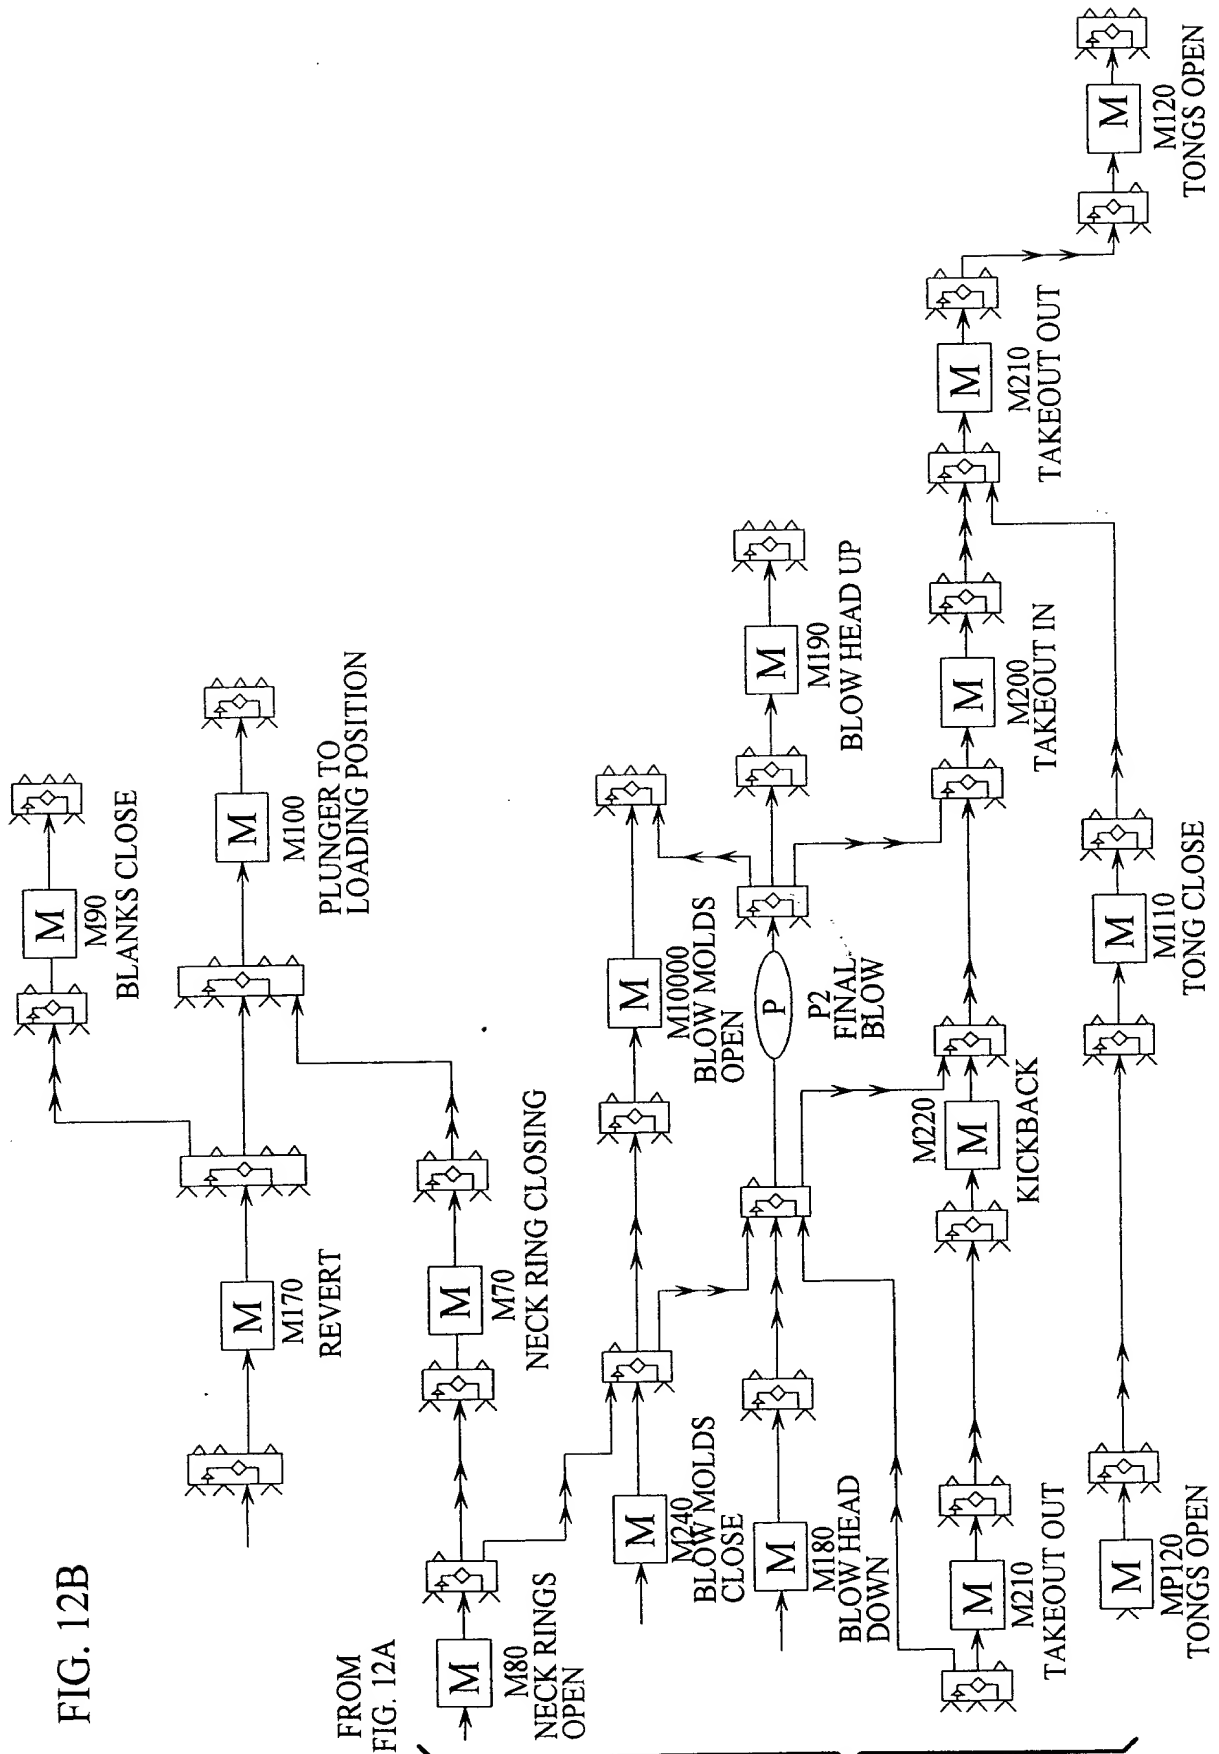 FIG. 12B
FROM
FIG. 12A
M
M90
BLANKS CLOSE
M
M170
REVERT
M
M100
PLUNGER TO
LOADING POSITION
M
M80
NECK RINGS
OPEN
M
M70
NECK RING CLOSING
M
M240
BLOW MOLDS
CLOSE
M
M10000
BLOW MOLDS
OPEN
M
M180
BLOW HEAD
DOWN
P
P2
FINAL
BLOW
M
M190
BLOW HEAD UP
M
M210
TAKEOUT OUT
M220
M
KICKBACK
M
M200
TAKEOUT IN
M
M210
TAKEOUT OUT
M
MP120
TONGS OPEN
M
M110
TONG CLOSE
M
M120
TONGS OPEN